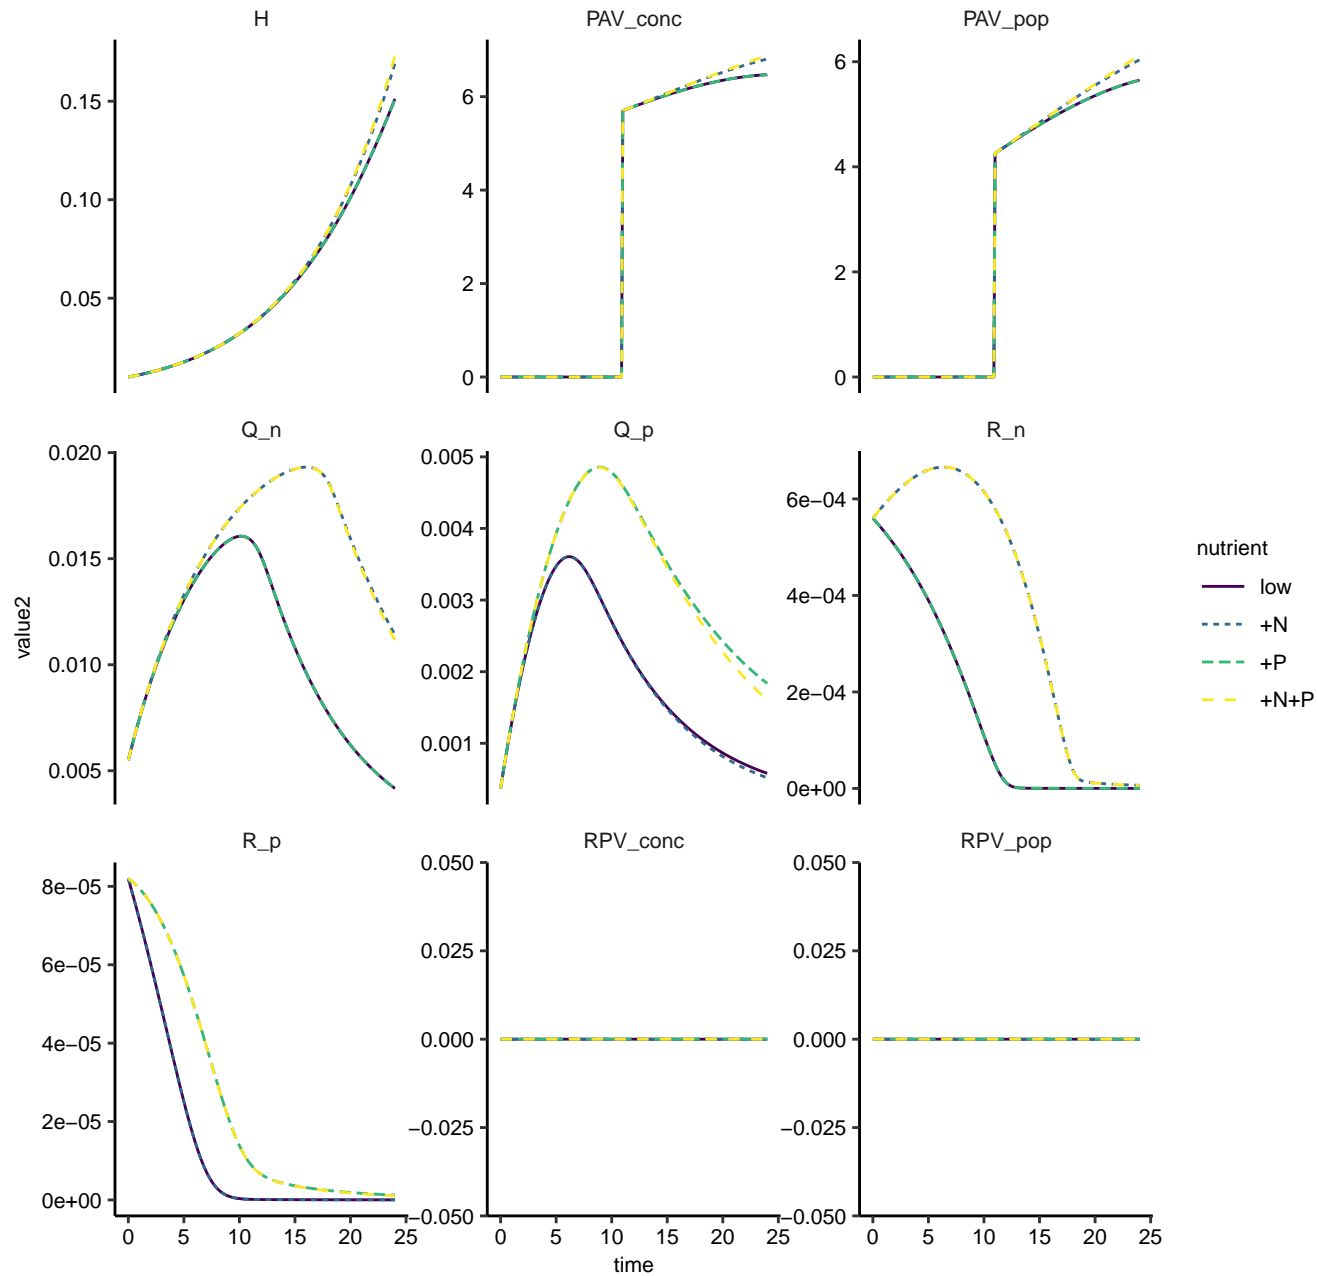 H
PAV_conc
PAV_pop
0.15
0.10
0.05
6
4
2
0
6
4
2
0
Q_n
Q_p
R_n
0.020
0.015
0.010
0.005
0.005
0.004
0.003
0.002
0.001
6e−04
4e−04
2e−04
0e+00
R_p
RPV_conc
RPV_pop
8e−05
6e−05
4e−05
2e−05
0e+00
0.050
0.025
0.000
−0.025
−0.050
0.050
0.025
0.000
−0.025
−0.050
0 5 10 15 20 25
0 5 10 15 20 25
0 5 10 15 20 25
time
value2
nutrient
low
+N
+P
+N+P